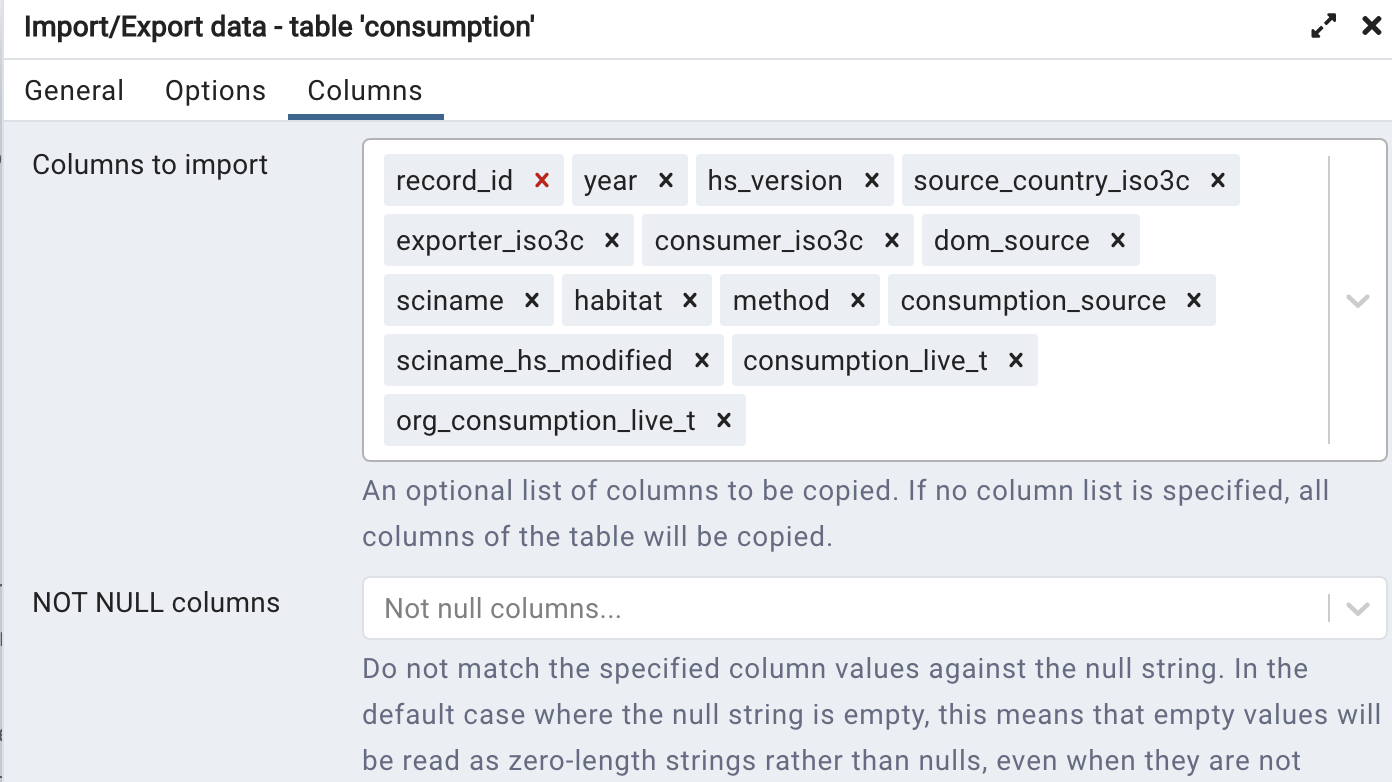 Import/Export data - table 'consumption'
General Options Columns
Columns to import
record_id year hs_version source_country_iso3c
exporter_iso3c consumer_iso3c dom_source
sciname habitat method consumption_source
sciname_hs_modified consumption_live_t
org_consumption_live_t
An optional list of columns to be copied. If no column list is specified, all
columns of the table will be copied.
NOT NULL columns
Not null columns...
Do not match the specified column values against the null string. In the
default case where the null string is empty, this means that empty values will
be read as zero-length strings rather than nulls, even when they are not